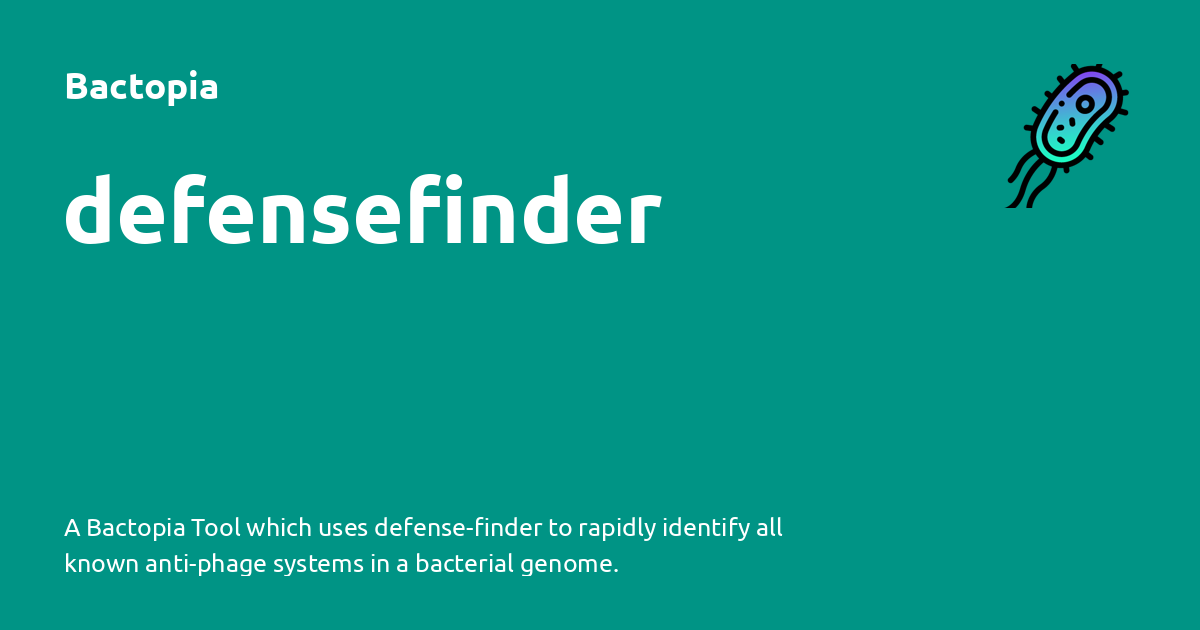 Bactopia
defensefinder
A Bactopia Tool which uses defense-finder to rapidly identify all
known anti-phage systems in a bacterial genome.